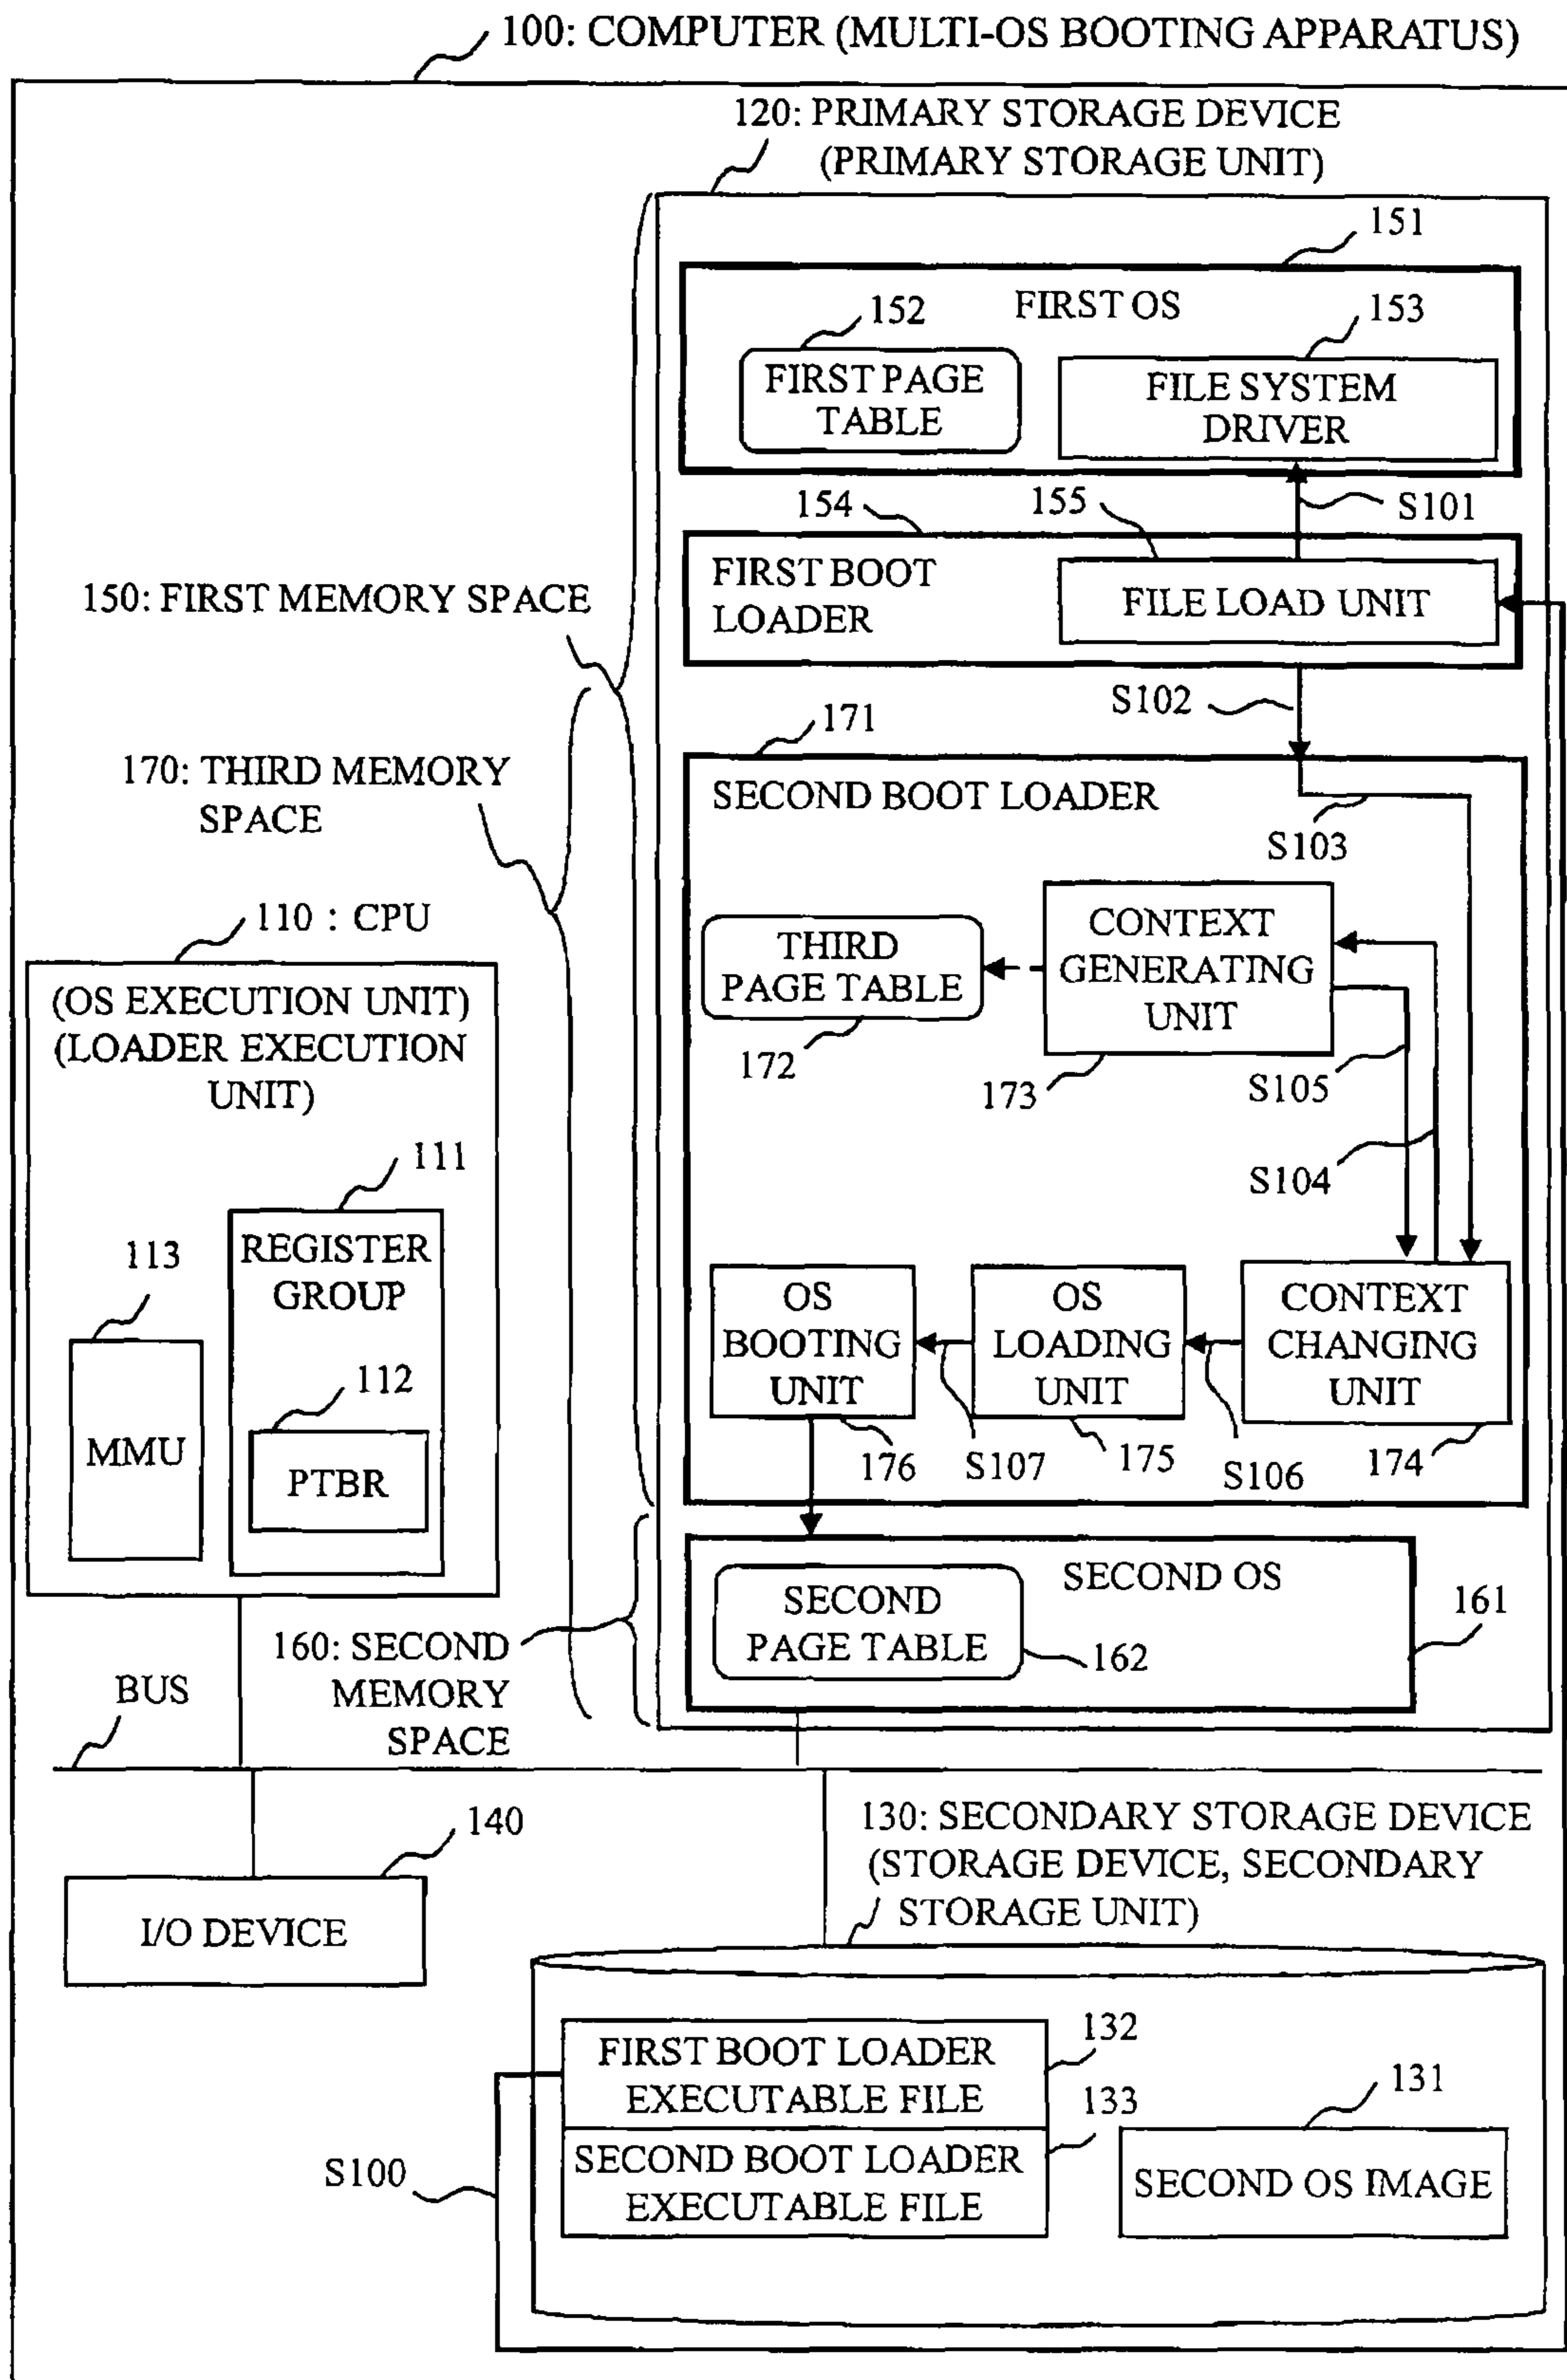 100: COMPUTER (MULTI-OS BOOTING APPARATUS)
120: PRIMARY STORAGE DEVICE
(PRIMARY STORAGE UNIT)
151
FIRST OS
152
153
FIRST PAGE
TABLE
FILE SYSTEM
DRIVER
154
155
S101
FIRST BOOT
LOADER
FILE LOAD UNIT
150: FIRST MEMORY SPACE
S102
171
170: THIRD MEMORY
SPACE
SECOND BOOT LOADER
S103
110 : CPU
(OS EXECUTION UNIT)
(LOADER EXECUTION
UNIT)
THIRD
PAGE TABLE
172
CONTEXT
GENERATING
UNIT
173
S105
S104
111
REGISTER
GROUP
113
MMU
112
PTBR
OS
BOOTING
UNIT
OS
LOADING
UNIT
CONTEXT
CHANGING
UNIT
176
S107
175
S106
174
SECOND OS
SECOND
PAGE TABLE
161
162
160: SECOND
MEMORY
SPACE
BUS
140
I/O DEVICE
130: SECONDARY STORAGE DEVICE
(STORAGE DEVICE, SECONDARY
STORAGE UNIT)
132
FIRST BOOT LOADER
EXECUTABLE FILE
133
SECOND BOOT LOADER
EXECUTABLE FILE
131
SECOND OS IMAGE
S100